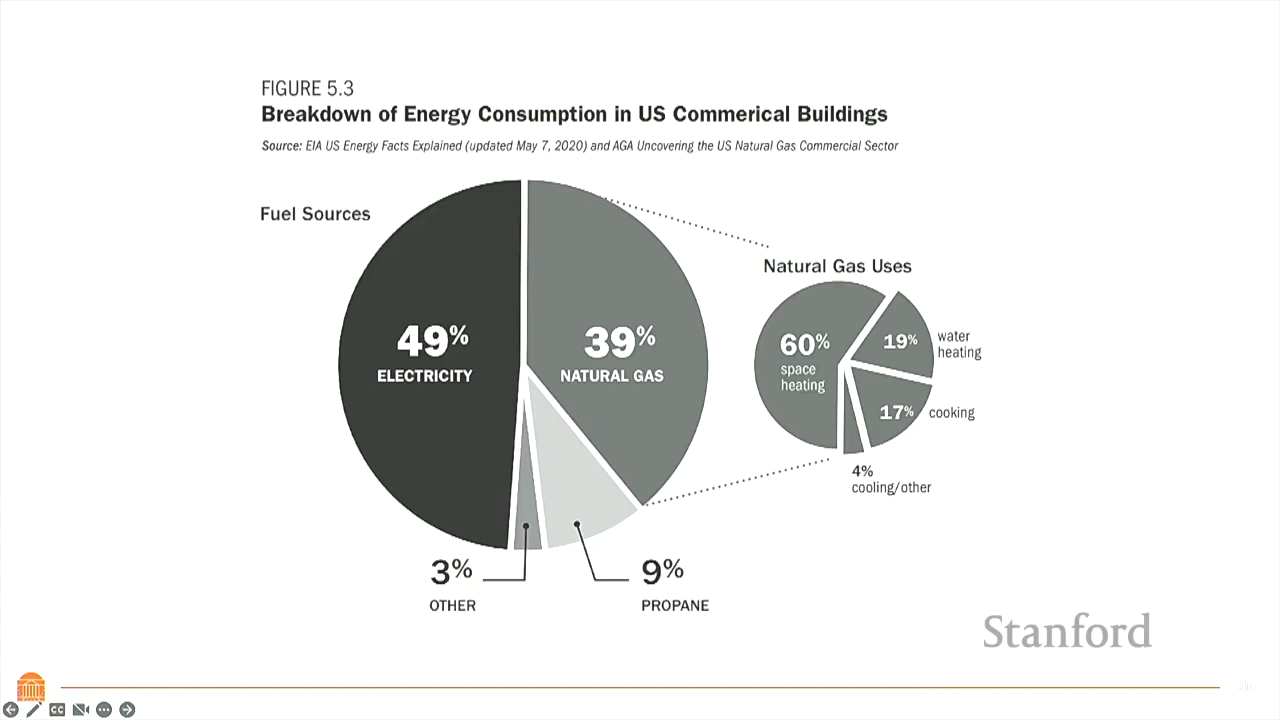 FIGURE 5.3
Breakdown of Energy Consumption in US Commerical Buildings
Source: EIA US Energy Facts Explained (updated May 7, 2020) and AGA Uncovering the US Natural Gas Commercial Sector
Fuel Sources
49%
ELECTRICITY
39%
NATURAL GAS
3%
OTHER
9%
PROPANE
Natural Gas Uses
60%
space
heating
19%
water
heating
17%
cooking
4%
cooling/other
Stanford
CC